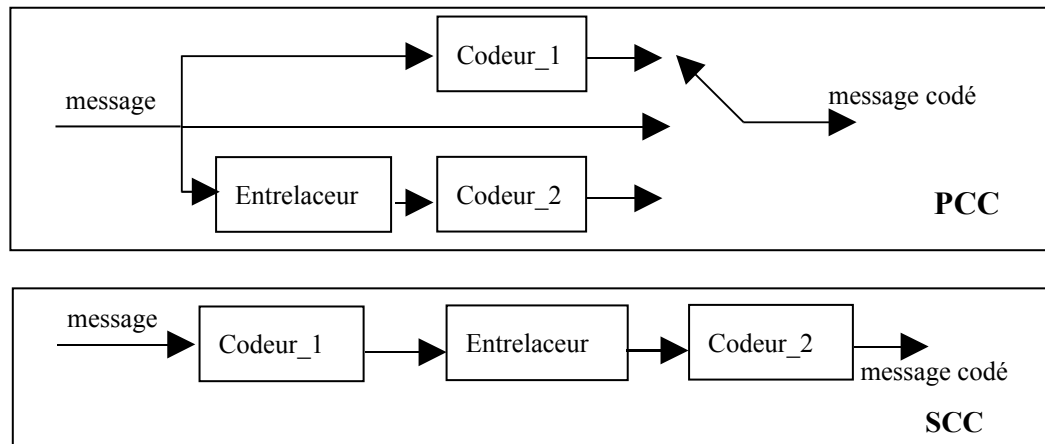 Codeur_1
message
message codé
Entrelaceur
Codeur_2
PCC
message
Codeur_1
Entrelaceur
Codeur_2
message codé
SCC